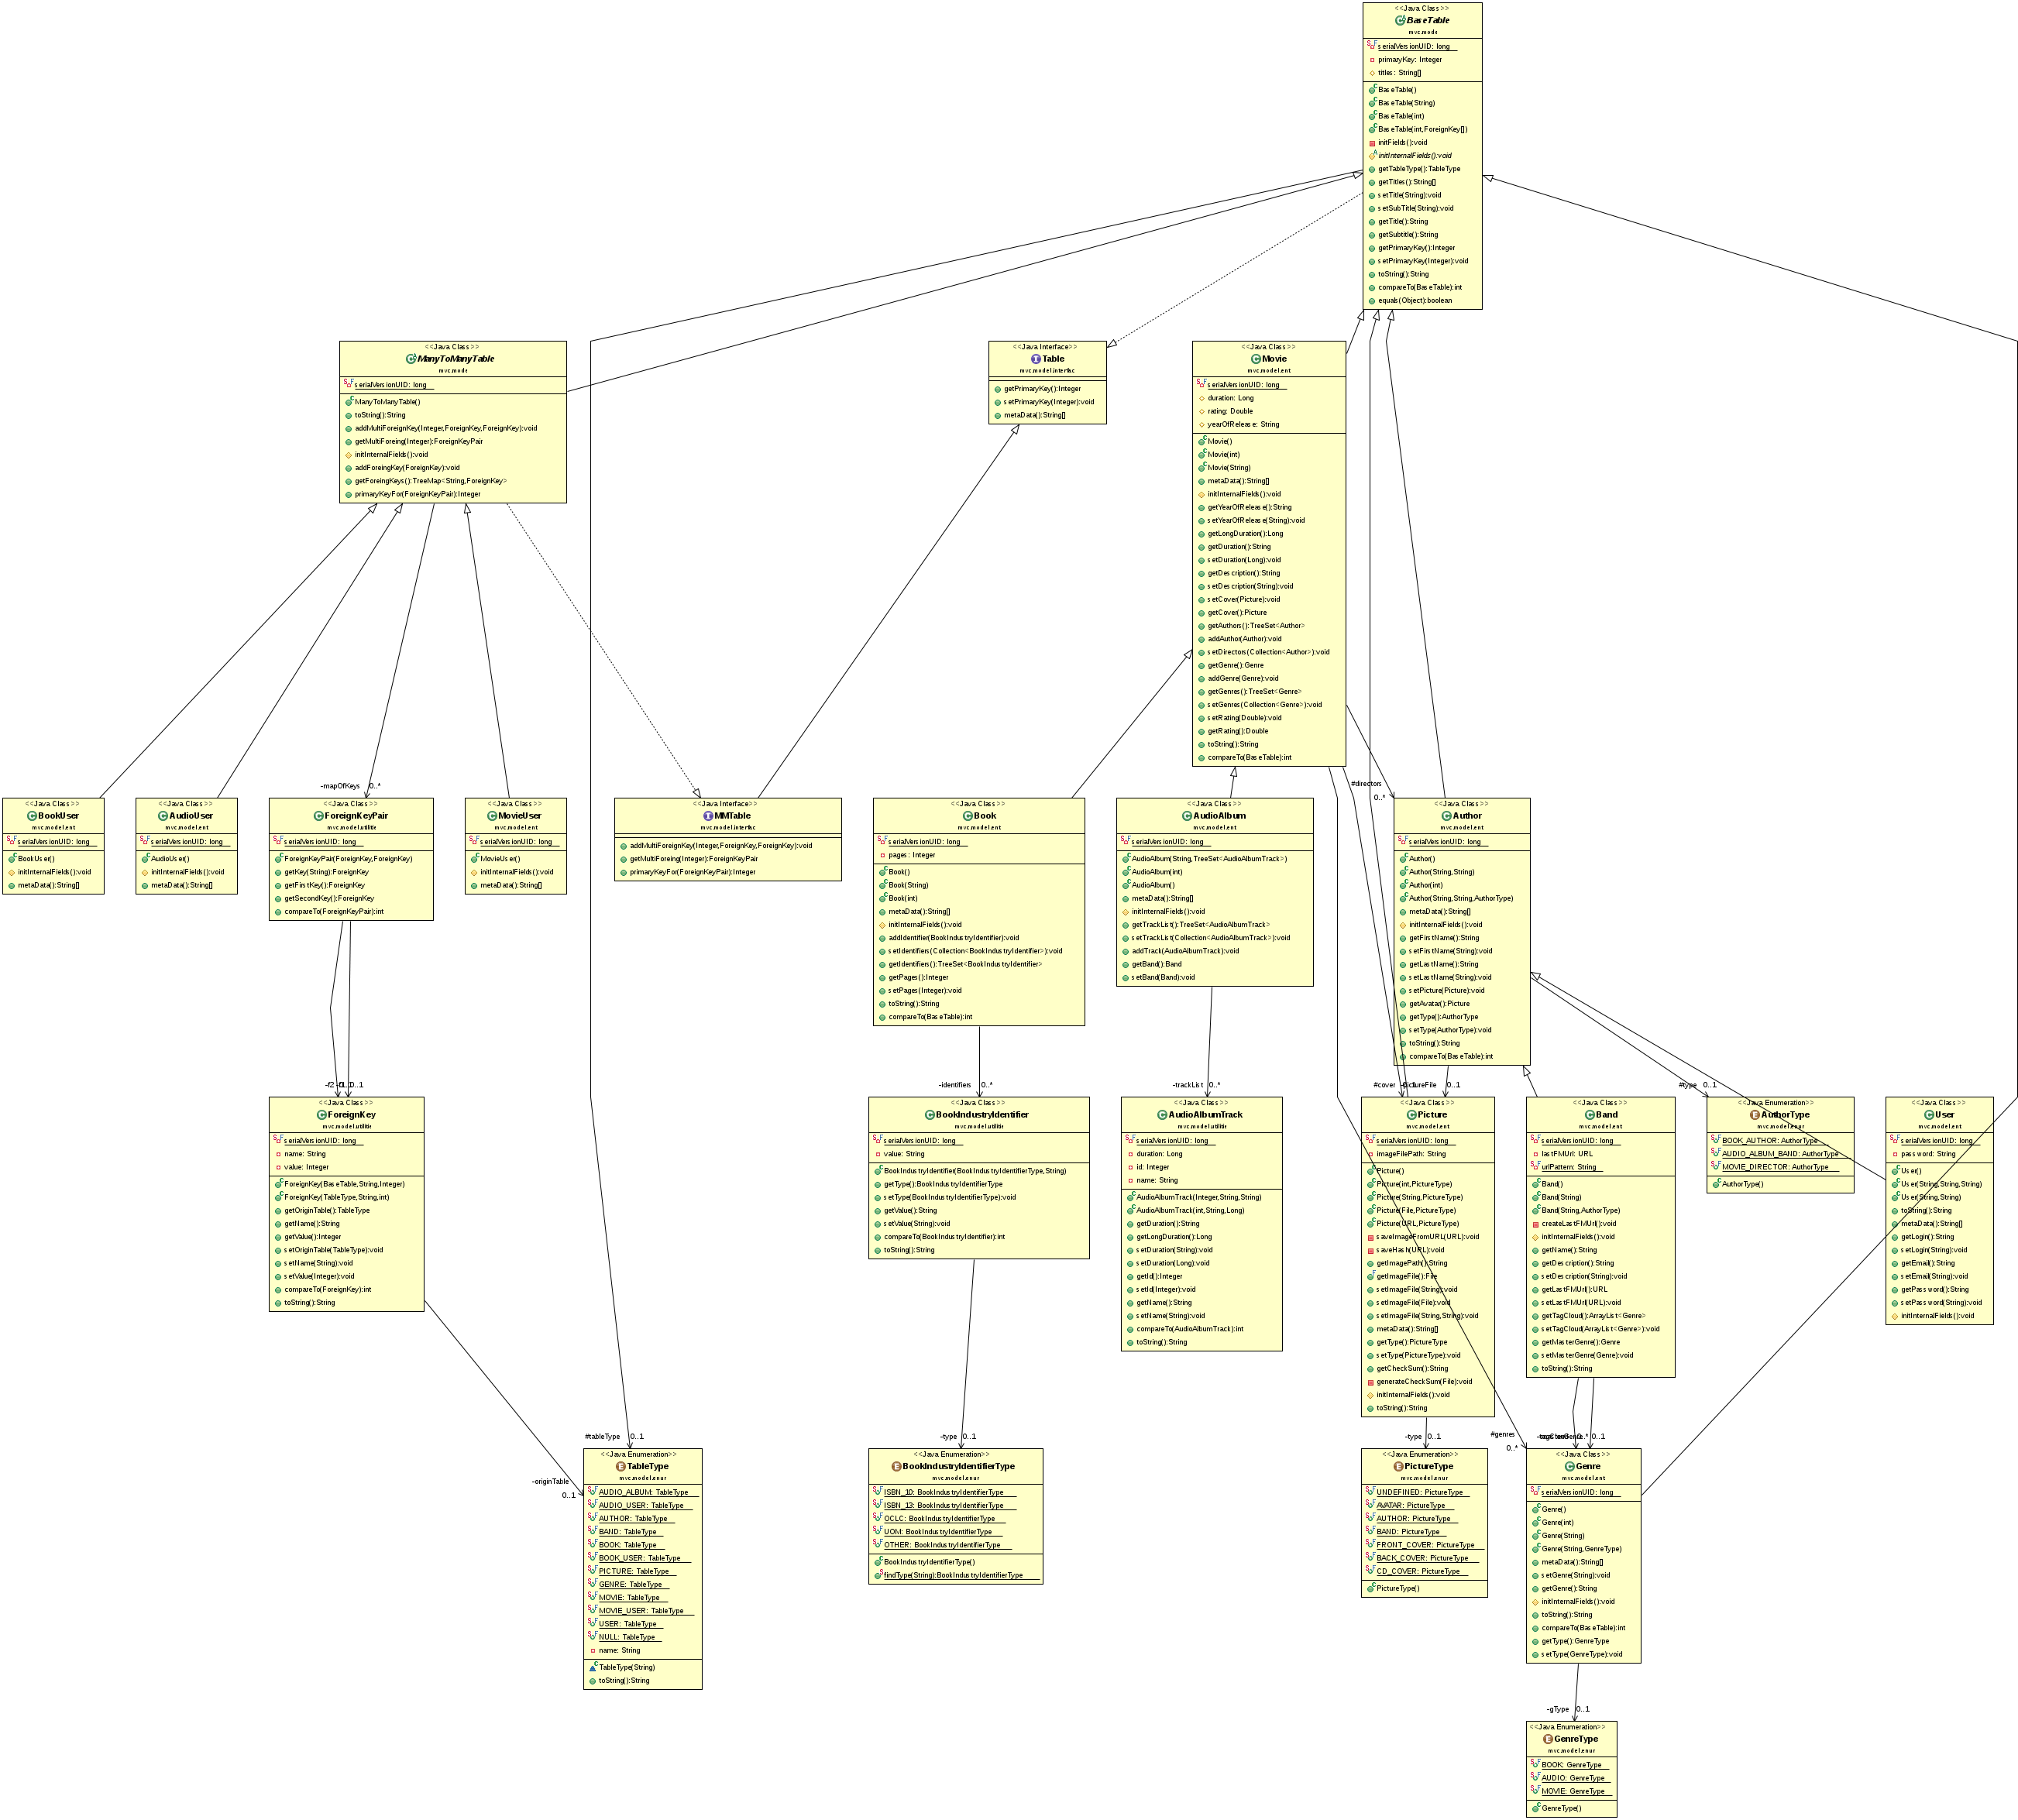 <<Java Class>>
BaseTable
mvc.mode
serialVersionUID: long
primaryKey: Integer
titles: String[]
BaseTable()
BaseTable(String)
BaseTable(int)
BaseTable(int,ForeignKey[])
initFields():void
initInternalFields():void
getTableType():TableType
getTitles():String[]
setTitle(String):void
setSubTitle(String):void
getTitle():String
getSubtitle():String
getPrimaryKey():Integer
setPrimaryKey(Integer):void
toString():String
compareTo(BaseTable):int
equals(Object):boolean
<<Java Class>>
ManyToManyTable
mvc.mode
serialVersionUID: long
ManyToManyTable()
toString():String
addMultiForeignKey(Integer,ForeignKey,ForeignKey):void
getMultiForeing(Integer):ForeignKeyPair
initInternalFields():void
addForeingKey(ForeignKey):void
getForeingKeys():TreeMap<String,ForeignKey>
primaryKeyFor(ForeignKeyPair):Integer
<<Java Interface>>
Table
mvc.model.interfac
getPrimaryKey():Integer
setPrimaryKey(Integer):void
metaData():String[]
<<Java Class>>
Movie
mvc.model.ent
serialVersionUID: long
duration: Long
rating: Double
yearOfRelease: String
Movie()
Movie(int)
Movie(String)
metaData():String[]
initInternalFields():void
getYearOfRelease():String
setYearOfRelease(String):void
getLongDuration():Long
getDuration():String
setDuration(Long):void
getDescription():String
setDescription(String):void
setCover(Picture):void
getCover():Picture
getAuthors():TreeSet<Author>
addAuthor(Author):void
setDirectors(Collection<Author>):void
getGenre():Genre
addGenre(Genre):void
getGenres():TreeSet<Genre>
setGenres(Collection<Genre>):void
setRating(Double):void
getRating():Double
toString():String
compareTo(BaseTable):int
-mapOfKeys 0..*
#directors
0..*
<<Java Class>>
BookUser
mvc.model.ent
serialVersionUID: long
BookUser()
initInternalFields():void
metaData():String[]
<<Java Class>>
AudioUser
mvc.model.ent
serialVersionUID: long
AudioUser()
initInternalFields():void
metaData():String[]
<<Java Class>>
ForeignKeyPair
mvc.model.utilitie
serialVersionUID: long
ForeignKeyPair(ForeignKey,ForeignKey)
getKey(String):ForeignKey
getFirstKey():ForeignKey
getSecondKey():ForeignKey
compareTo(ForeignKeyPair):int
<<Java Class>>
MovieUser
mvc.model.ent
serialVersionUID: long
MovieUser()
initInternalFields():void
metaData():String[]
<<Java Interface>>
MMTable
mvc.model.interfac
addMultiForeignKey(Integer,ForeignKey,ForeignKey):void
getMultiForeing(Integer):ForeignKeyPair
primaryKeyFor(ForeignKeyPair):Integer
<<Java Class>>
Book
mvc.model.ent
serialVersionUID: long
pages: Integer
Book()
Book(String)
Book(int)
metaData():String[]
initInternalFields():void
addIdentifier(BookIndustryIdentifier):void
setIdentifiers(Collection<BookIndustryIdentifier>):void
getIdentifiers():TreeSet<BookIndustryIdentifier>
getPages():Integer
setPages(Integer):void
toString():String
compareTo(BaseTable):int
<<Java Class>>
AudioAlbum
mvc.model.ent
serialVersionUID: long
AudioAlbum(String,TreeSet<AudioAlbumTrack>)
AudioAlbum(int)
AudioAlbum()
metaData():String[]
initInternalFields():void
getTrackList():TreeSet<AudioAlbumTrack>
setTrackList(Collection<AudioAlbumTrack>):void
addTrack(AudioAlbumTrack):void
getBand():Band
setBand(Band):void
<<Java Class>>
Author
mvc.model.ent
serialVersionUID: long
Author()
Author(String,String)
Author(int)
Author(String,String,AuthorType)
metaData():String[]
initInternalFields():void
getFirstName():String
setFirstName(String):void
getLastName():String
setLastName(String):void
setPicture(Picture):void
getAvatar():Picture
getType():AuthorType
setType(AuthorType):void
toString():String
compareTo(BaseTable):int
-f2 0..1
-identifiers 0..*
-trackList 0..*
#cover -pictureFile 0..1
#type 0..1
<<Java Class>>
ForeignKey
mvc.model.utilitie
serialVersionUID: long
name: String
value: Integer
ForeignKey(BaseTable,String,Integer)
ForeignKey(TableType,String,int)
getOriginTable():TableType
getName():String
getValue():Integer
setOriginTable(TableType):void
setName(String):void
setValue(Integer):void
compareTo(ForeignKey):int
toString():String
<<Java Class>>
BookIndustryIdentifier
mvc.model.utilitie
serialVersionUID: long
value: String
BookIndustryIdentifier(BookIndustryIdentifierType,String)
getType():BookIndustryIdentifierType
setType(BookIndustryIdentifierType):void
getValue():String
setValue(String):void
compareTo(BookIndustryIdentifier):int
toString():String
<<Java Class>>
AudioAlbumTrack
mvc.model.utilitie
serialVersionUID: long
duration: Long
id: Integer
name: String
AudioAlbumTrack(Integer,String,String)
AudioAlbumTrack(int,String,Long)
getDuration():String
getLongDuration():Long
setDuration(String):void
setDuration(Long):void
getId():Integer
setId(Integer):void
getName():String
setName(String):void
compareTo(AudioAlbumTrack):int
toString():String
<<Java Class>>
Picture
mvc.model.ent
serialVersionUID: long
imageFilePath: String
Picture()
Picture(int,PictureType)
Picture(String,PictureType)
Picture(File,PictureType)
Picture(URL,PictureType)
saveImageFromURL(URL):void
saveHash(URL):void
getImagePath():String
getImageFile():File
setImageFile(String):void
setImageFile(File):void
setImageFile(String,String):void
metaData():String[]
getType():PictureType
setType(PictureType):void
getCheckSum():String
generateCheckSum(File):void
initInternalFields():void
toString():String
<<Java Class>>
Band
mvc.model.ent
serialVersionUID: long
lastFMUrl: URL
urlPattern: String
Band()
Band(String)
Band(String,AuthorType)
createLastFMUrl():void
initInternalFields():void
getName():String
getDescription():String
setDescription(String):void
getLastFMUrl():URL
setLastFMUrl(URL):void
getTagCloud():ArrayList<Genre>
setTagCloud(ArrayList<Genre>):void
getMasterGenre():Genre
setMasterGenre(Genre):void
toString():String
<<Java Enumeration>>
AuthorType
mvc.model.enur
BOOK_AUTHOR: AuthorType
AUDIO_ALBUM_BAND: AuthorType
MOVIE_DIRECTOR: AuthorType
AuthorType()
<<Java Class>>
User
mvc.model.ent
serialVersionUID: long
password: String
User()
User(String,String,String)
User(String,String)
toString():String
metaData():String[]
getLogin():String
setLogin(String):void
getEmail():String
setEmail(String):void
getPassword():String
setPassword(String):void
initInternalFields():void
#tableType 0..1
-originTable
0..1
-type 0..1
-type 0..1
#genres
0..*
0..1
<<Java Enumeration>>
TableType
mvc.model.enur
AUDIO_ALBUM: TableType
AUDIO_USER: TableType
AUTHOR: TableType
BAND: TableType
BOOK: TableType
BOOK_USER: TableType
PICTURE: TableType
GENRE: TableType
MOVIE: TableType
MOVIE_USER: TableType
USER: TableType
NULL: TableType
name: String
TableType(String)
toString():String
<<Java Enumeration>>
BookIndustryIdentifierType
mvc.model.enur
ISBN_10: BookIndustryIdentifierType
ISBN_13: BookIndustryIdentifierType
OCLC: BookIndustryIdentifierType
UOM: BookIndustryIdentifierType
OTHER: BookIndustryIdentifierType
BookIndustryIdentifierType()
findType(String):BookIndustryIdentifierType
<<Java Enumeration>>
PictureType
mvc.model.enur
UNDEFINED: PictureType
AVATAR: PictureType
AUTHOR: PictureType
BAND: PictureType
FRONT_COVER: PictureType
BACK_COVER: PictureType
CD_COVER: PictureType
PictureType()
<<Java Class>>
Genre
mvc.model.ent
serialVersionUID: long
Genre()
Genre(int)
Genre(String)
Genre(String,GenreType)
metaData():String[]
setGenre(String):void
getGenre():String
initInternalFields():void
toString():String
compareTo(BaseTable):int
getType():GenreType
setType(GenreType):void
-gType 0..1
<<Java Enumeration>>
GenreType
mvc.model.enur
BOOK: GenreType
AUDIO: GenreType
MOVIE: GenreType
GenreType()